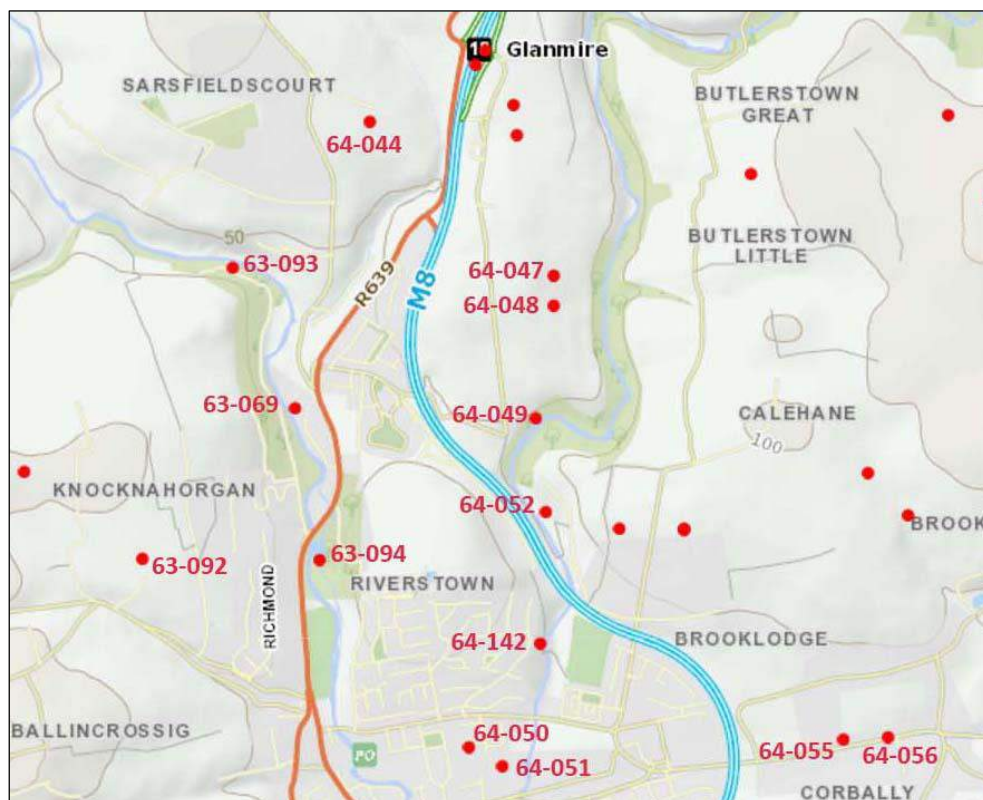 Glanmire
SARSFIELDSCOURT
BUTLERSTOWN
GREAT
64-044
50
63-093
BUTLERSTOWN
LITTLE
64-047
R639
M8
64-048
63-069
64-049
CALEHANE
100
KNOCKNAHORGAN
64-052
BROOK
63-092
63-094
RIVERSTOWN
RICHMOND
64-142
BROOKLODGE
BALLINCROSSIG
64-050
PO
64-051
64-055
64-056
CORBALLY